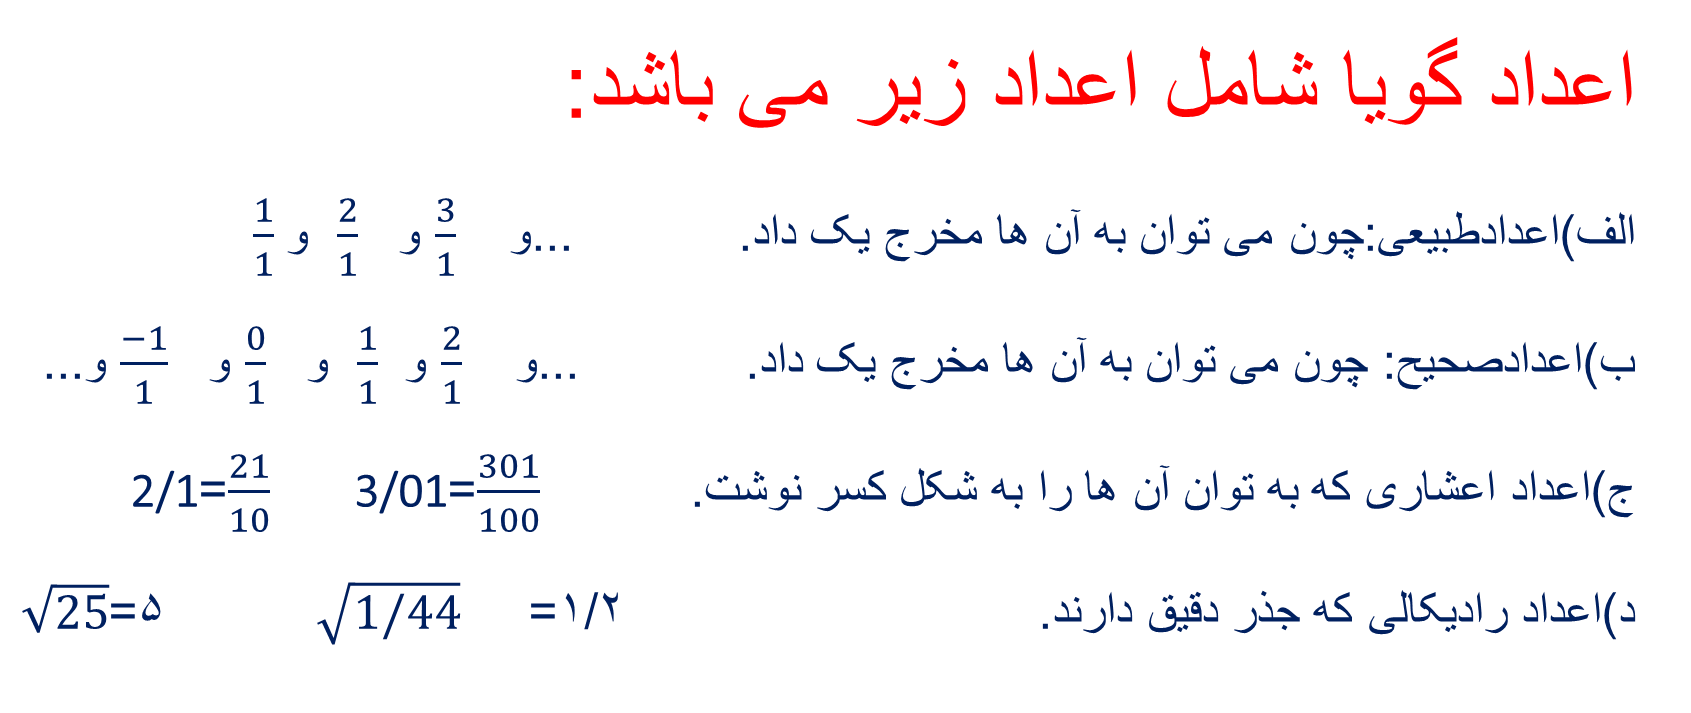 اعداد گویا شامل اعداد زیر می باشد:
الف)اعدادطبیعی:چون می توان به آن ها مخرج یک داد. ...و 3/1 و 2/1 و 1/1
ب)اعدادصحیح: چون می توان به آن ها مخرج یک داد. ...و 2/1 و 1/1 و 0/1 و −1/1 و...
ج)اعداد اعشاری که به توان آن ها را به شکل کسر نوشت. 3/01=301/100 2/1=21/10
د)اعداد رادیکالی که جذر دقیق دارند. √1/44 =۱/۲ √25=۵